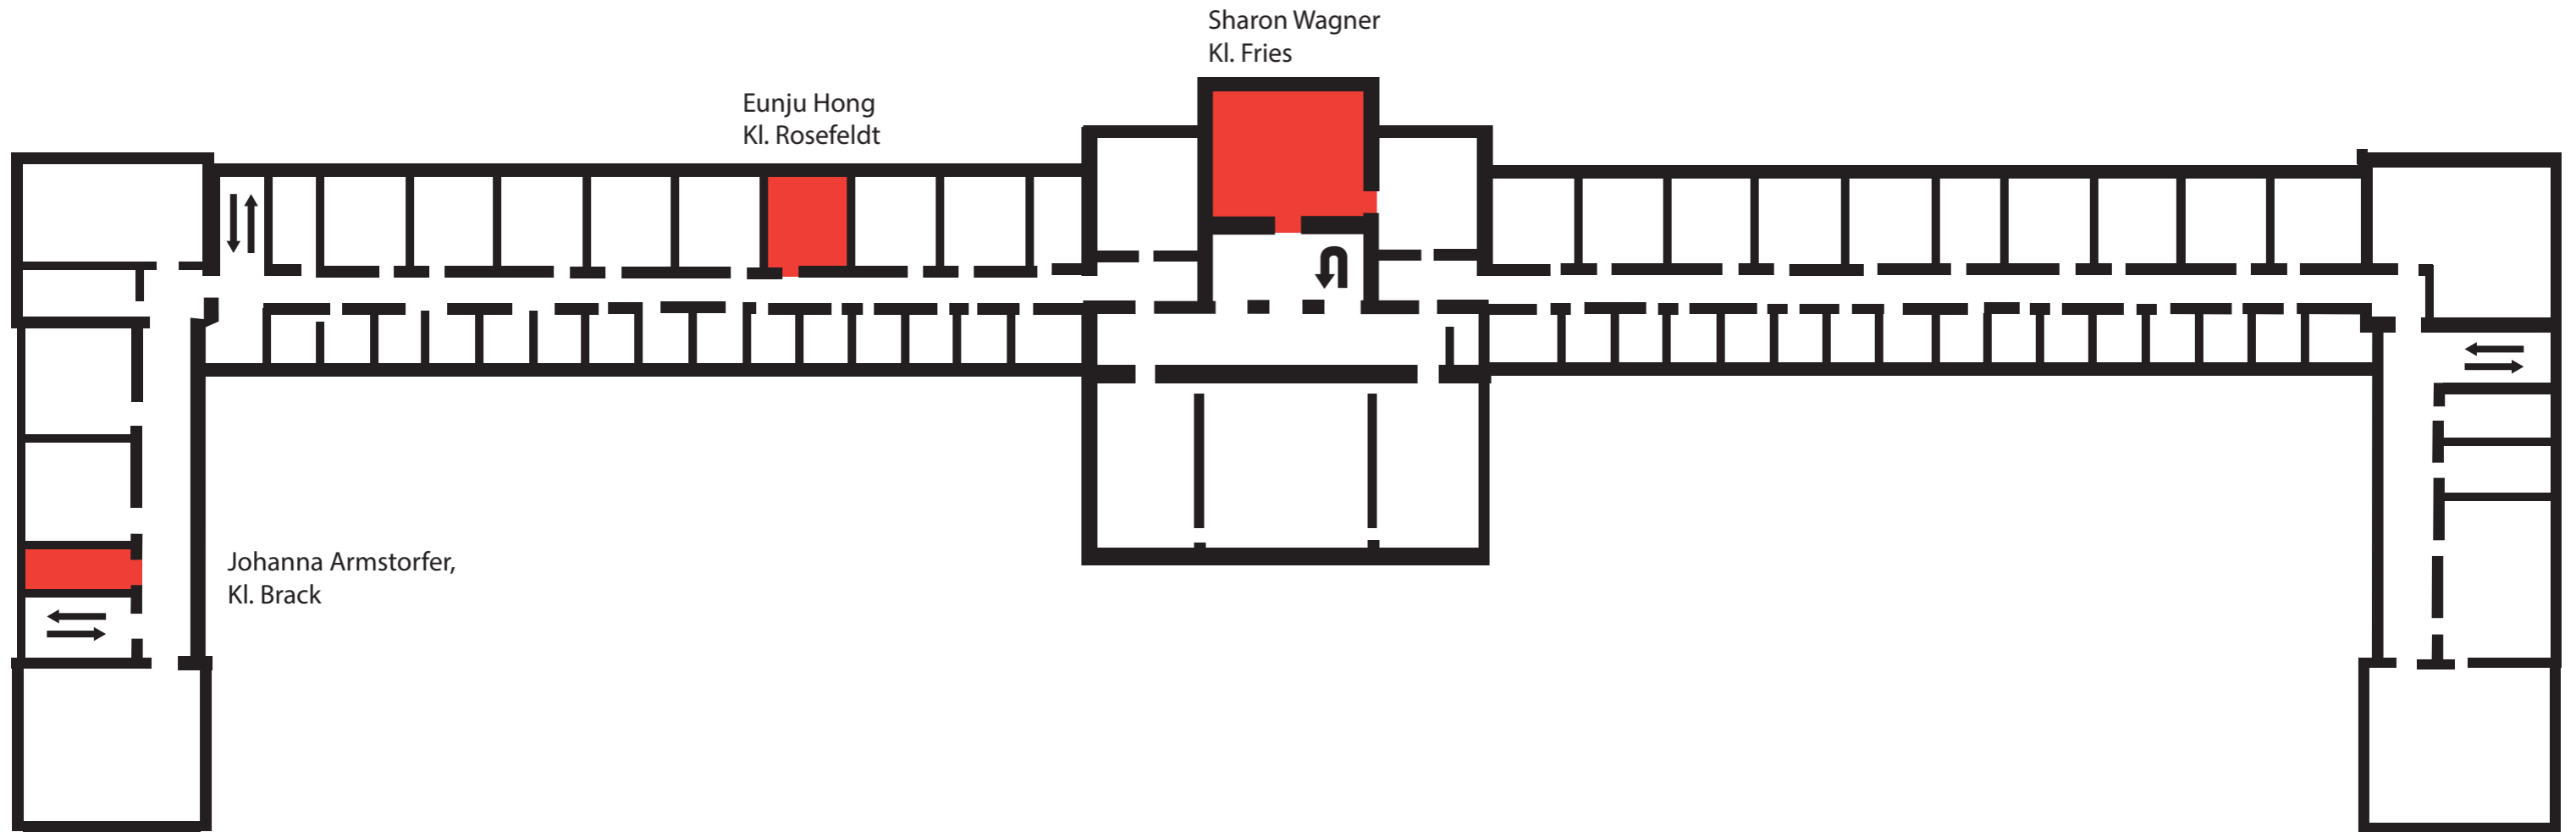 Sharon Wagner
Kl. Fries
Eunju Hong
Kl. Rosefeldt
Johanna Armstorfer,
Kl. Brack